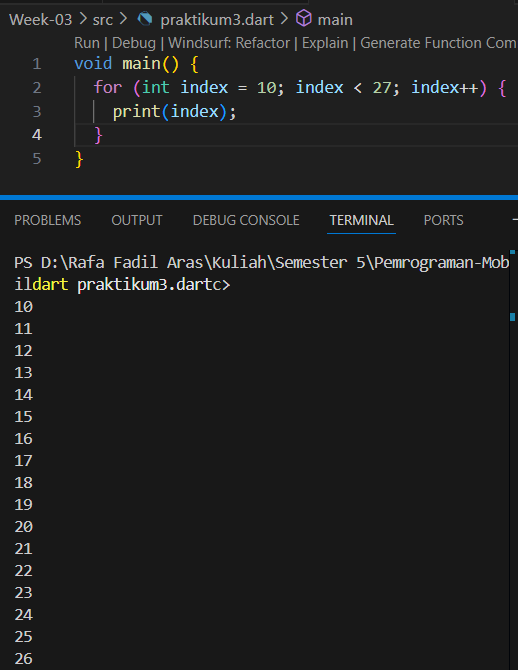 Week-03 > src > praktikum3.dart > main
Run | Debug | Windsurf: Refactor | Explain | Generate Function Com
1 void main() {
2 for (int index = 10; index < 27; index++) {
3 print(index);
4 }
5 }
PROBLEMS OUTPUT DEBUG CONSOLE TERMINAL PORTS
PS D:\Rafa Fadil Aras\Kuliah\Semester 5\Pemrograman-Mob
ildart praktikum3.dartc>
10
11
12
13
14
15
16
17
18
19
20
21
22
23
24
25
26